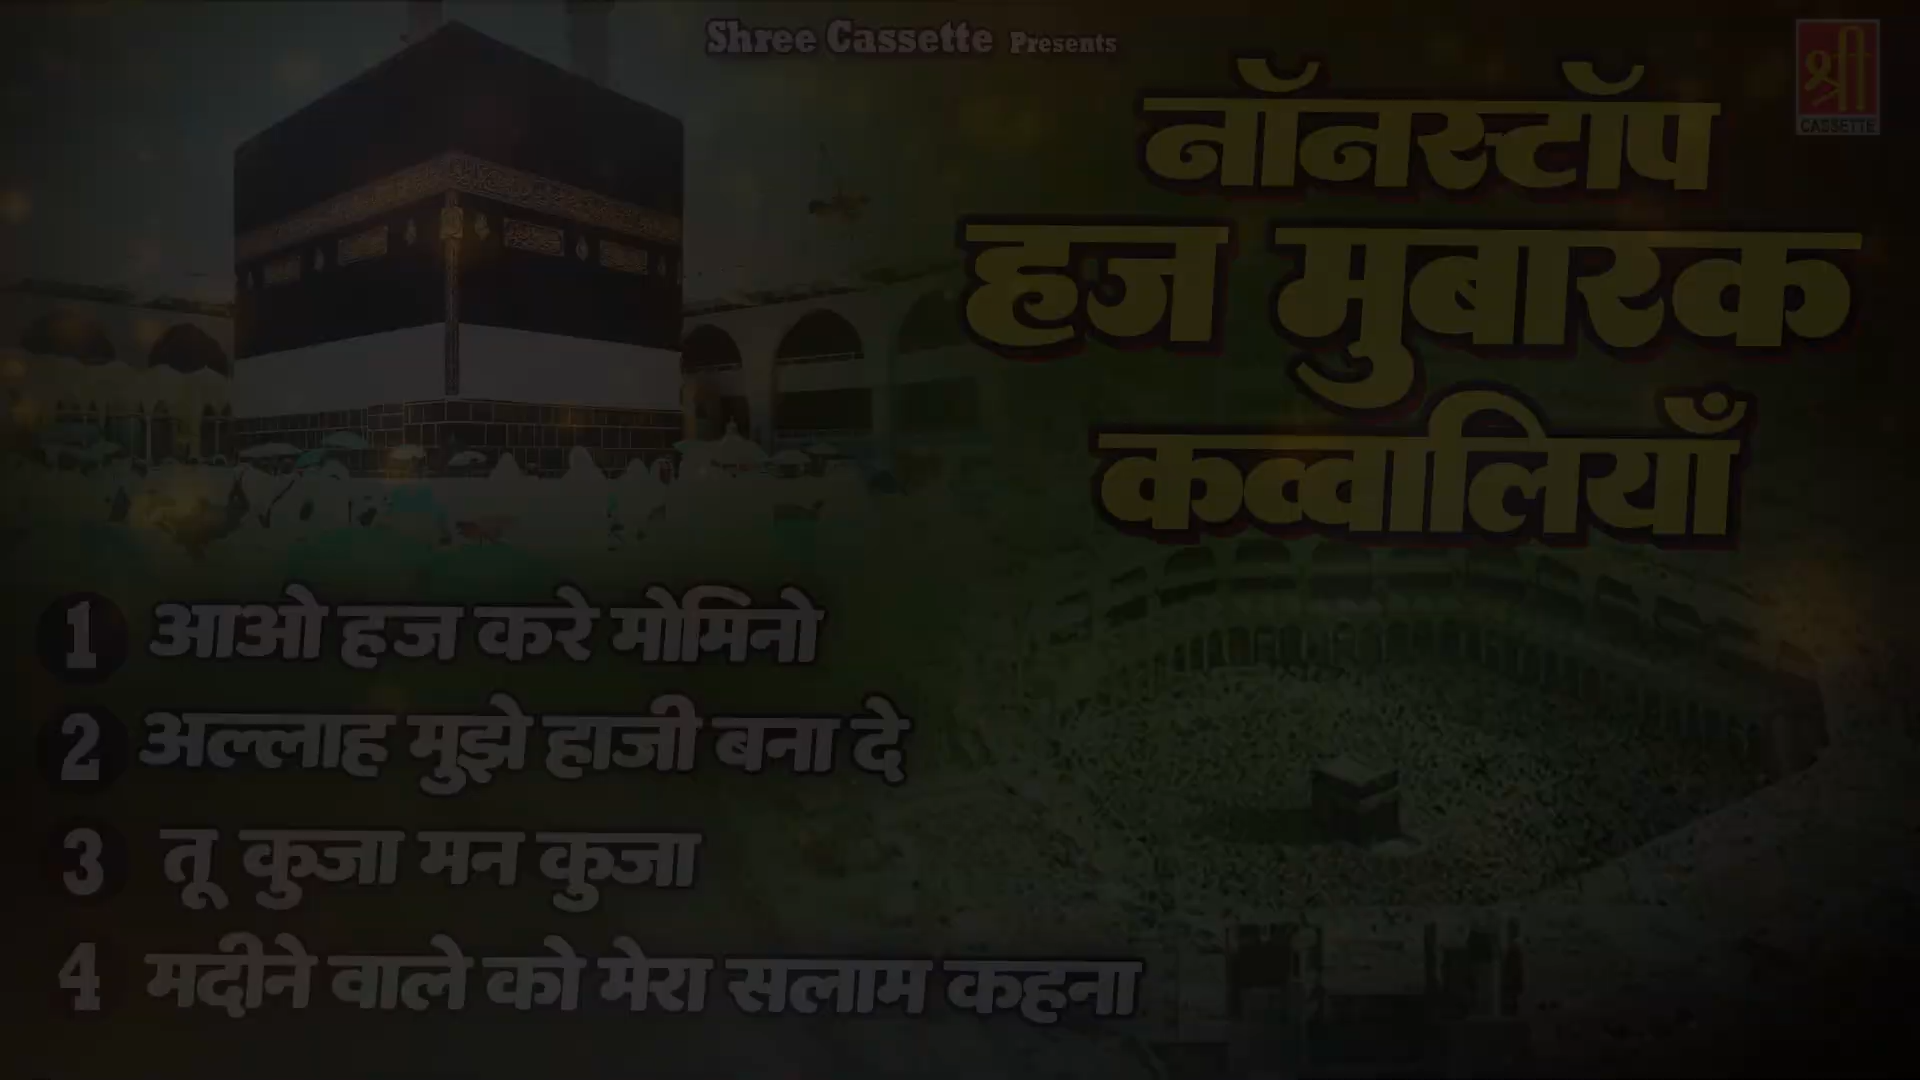 Shree Cassette Presents
श्री
CASSETTE
नॉनस्टॉप
हज मुबारक
कव्वालियाँ
1 आओ हज करे मोमिनो
2 अल्लाह मुझे हाजी बना दे
3 तू कुजा मन कुजा
4 मदीने वाले को मेरा सलाम कहना